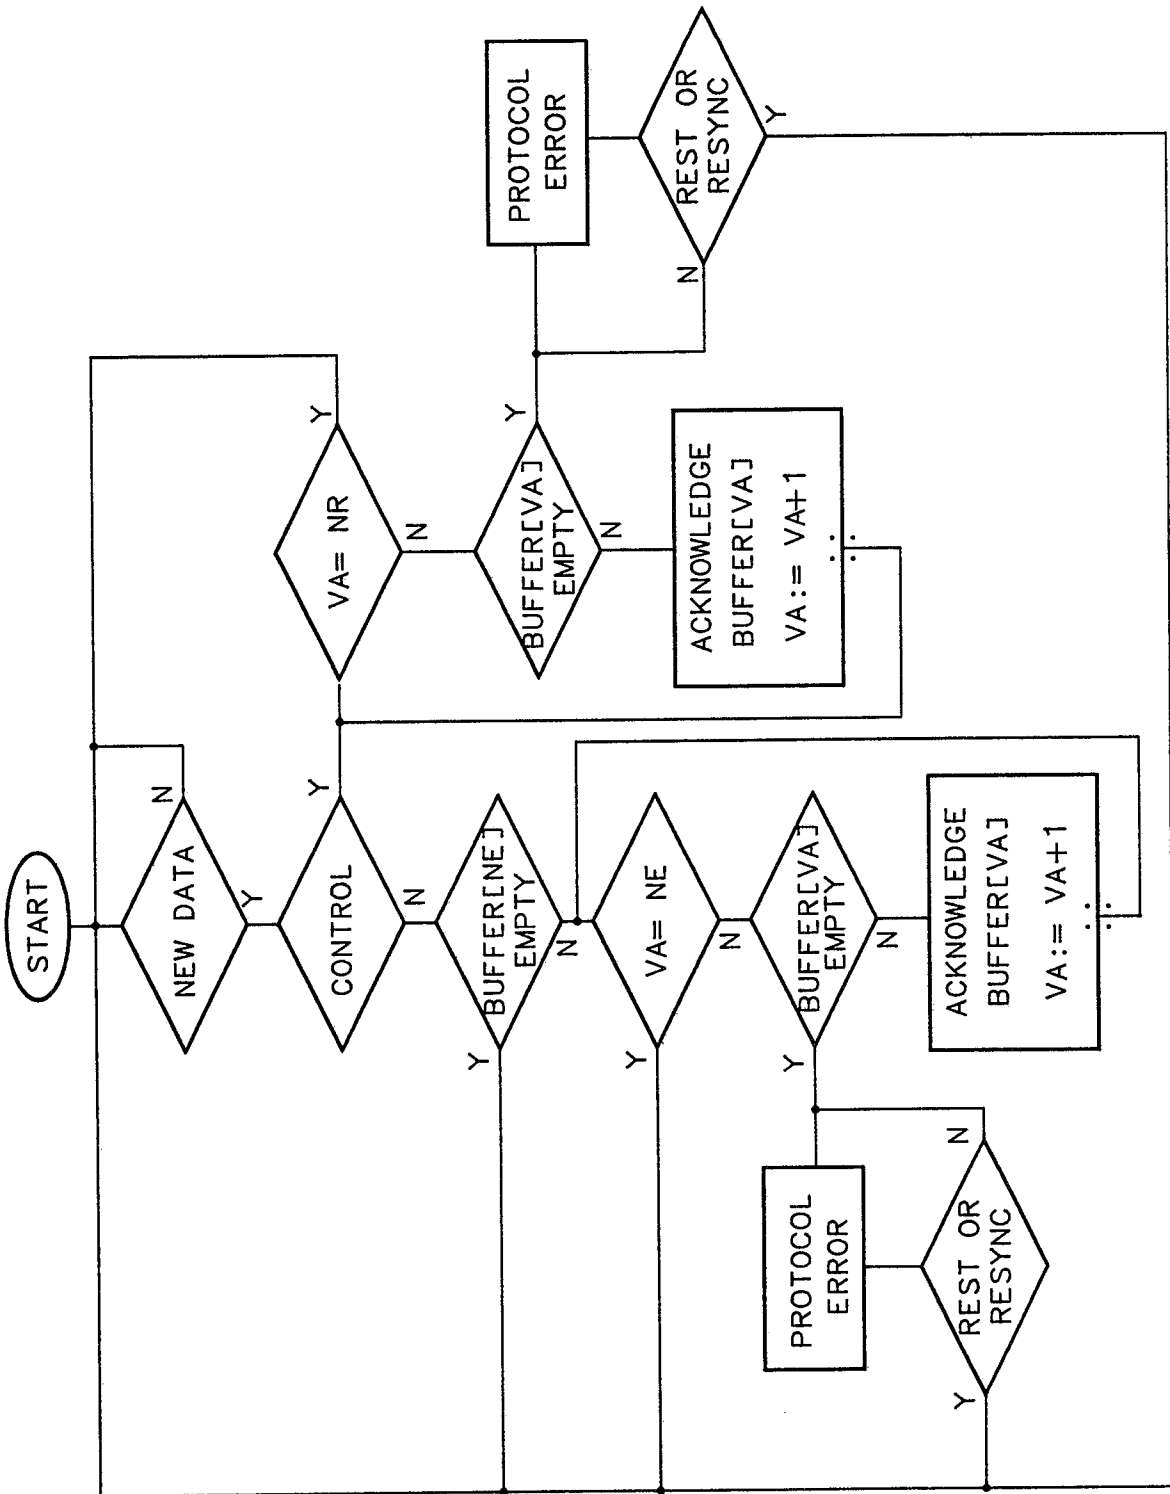 START
NEW DATA
N
Y
CONTROL
Y
N
BUFFER[NE]
EMPTY
Y
N
VA= NE
Y
N
BUFFER[VA]
EMPTY
Y
N
ACKNOWLEDGE
BUFFER[VA]
VA:= VA+1
PROTOCOL
ERROR
REST OR
RESYNC
N
Y
VA= NR
Y
N
BUFFER[VA]
EMPTY
Y
N
ACKNOWLEDGE
BUFFER[VA]
VA:= VA+1
PROTOCOL
ERROR
REST OR
RESYNC
N
Y